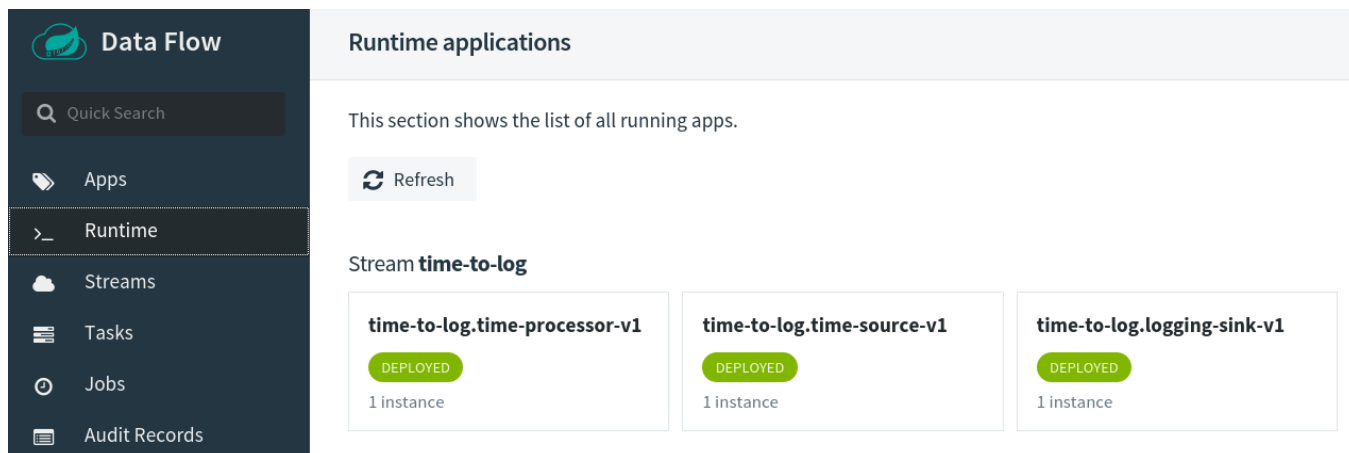 Data Flow
Quick Search
Apps
Runtime
Streams
Tasks
Jobs
Audit Records
Runtime applications
This section shows the list of all running apps.
Refresh
Stream time-to-log
time-to-log.time-processor-v1
DEPLOYED
1 instance
time-to-log.time-source-v1
DEPLOYED
1 instance
time-to-log.logging-sink-v1
DEPLOYED
1 instance